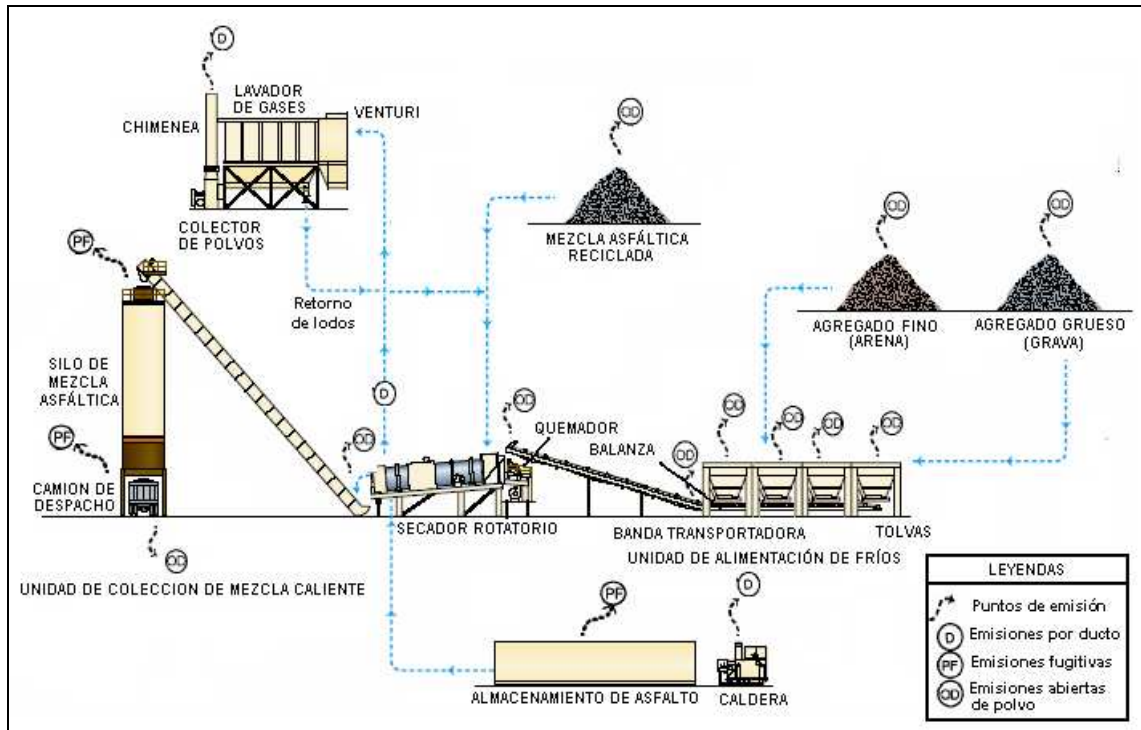 D
LAVADOR
DE GASES
VENTURI
CHIMENEA
OD
COLECTOR
DE POLVOS
MEZCLA ASFÁLTICA
RECICLADA
OD
OD
AGREGADO FINO
(ARENA)
AGREGADO GRUESO
(GRAVA)
PF
Retorno
de lodos
SILO DE
MEZCLA
ASFÁLTICA
D
PF
CAMION DE
DESPACHO
OD
OD
QUEMADOR
BALANZA
OD
OD
OD
OD
OD
SECADOR ROTATORIO
BANDA TRANSPORTADORA
TOLVAS
UNIDAD DE ALIMENTACIÓN DE FRÍOS
OD
UNIDAD DE COLECCION DE MEZCLA CALIENTE
PF
D
ALMACENAMIENTO DE ASFALTO
CALDERA
LEYENDAS
Puntos de emisión
D Emisiones por ducto
PF Emisiones fugitivas
OD Emisiones abiertas
de polvo